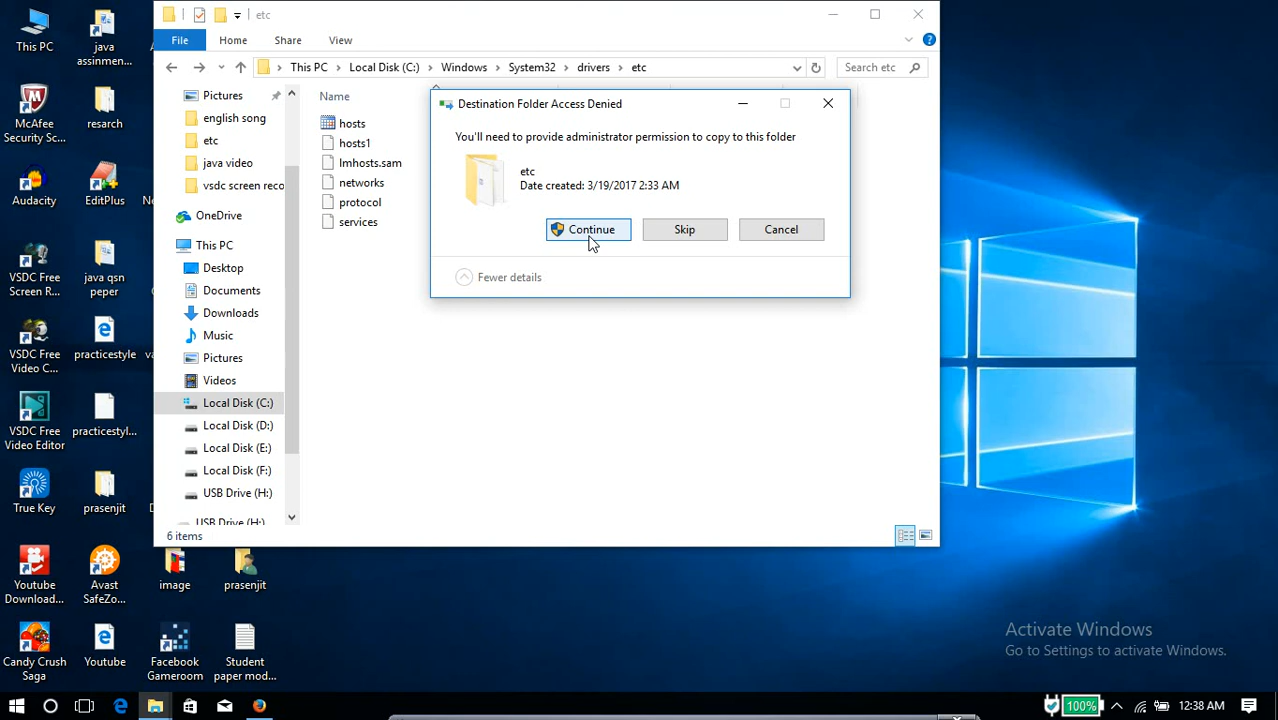 etc
File
Home
Share
View
This PC
Local Disk (C:)
Windows
System32
drivers
etc
Search etc
Pictures
english song
etc
java video
vsdc screen reco
OneDrive
This PC
Desktop
Documents
Downloads
Music
Pictures
Videos
Local Disk (C:)
Local Disk (D:)
Local Disk (E:)
Local Disk (F:)
USB Drive (H:)
USB Drive (H:)
6 items
Name
hosts
hosts1
lmhosts.sam
networks
protocol
services
Destination Folder Access Denied
You'll need to provide administrator permission to copy to this folder
etc
Date created: 3/19/2017 2:33 AM
Continue
Skip
Cancel
Fewer details
This PC
java
assinmen...
McAfee
Security Sc...
resarch
Audacity
EditPlus
VSDC Free
Screen R...
java qsn
peper
VSDC Free
Video C...
practicestyle
VSDC Free
Video Editor
practicestyl...
True Key
prasenjit
Youtube
Download...
Avast
SafeZo...
image
prasenjit
Candy Crush
Saga
Youtube
Facebook
Gameroom
Student
paper mod...
Activate Windows
Go to Settings to activate Windows.
100%
12:38 AM